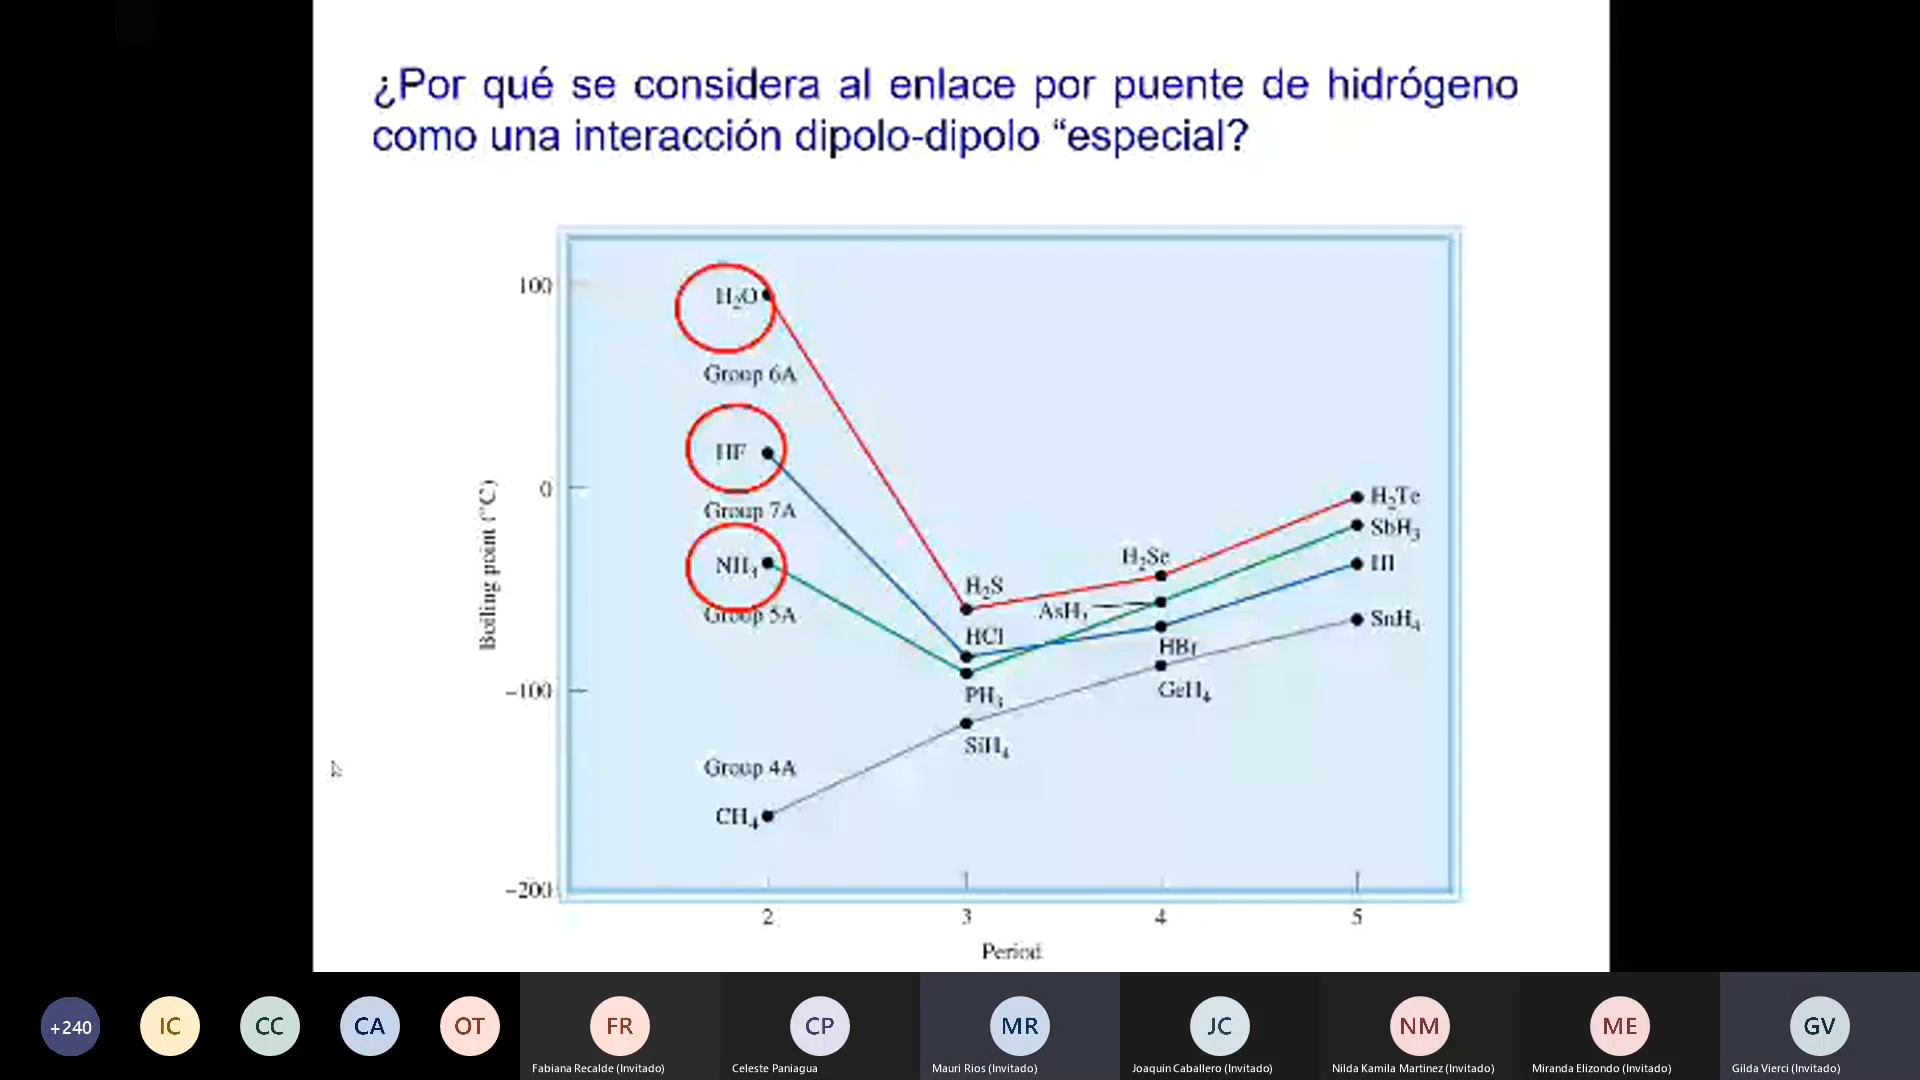 ¿Por qué se considera al enlace por puente de hidrógeno
como una interacción dipolo-dipolo “especial?
100
H₂O
Group 6A
HF
0
Group 7A
H₂Te
SbH₃
H₂Se
NH₃
HI
H₂S
Group 5A
AsH₃
SnH₄
HCl
HBr
Boiling point (°C)
−100
PH₃
GeH₄
SiH₄
Group 4A
CH₄
−200
2 3 4 5
Period
+240 IC CC CA OT FR CP MR JC NM ME GV
Fabiana Recalde (Invitado) Celeste Paniagua Mauri Rios (Invitado) Joaquin Caballero (Invitado) Nilda Kamila Martinez (Invitado) Miranda Elizondo (Invitado) Gilda Vierci (Invitado)